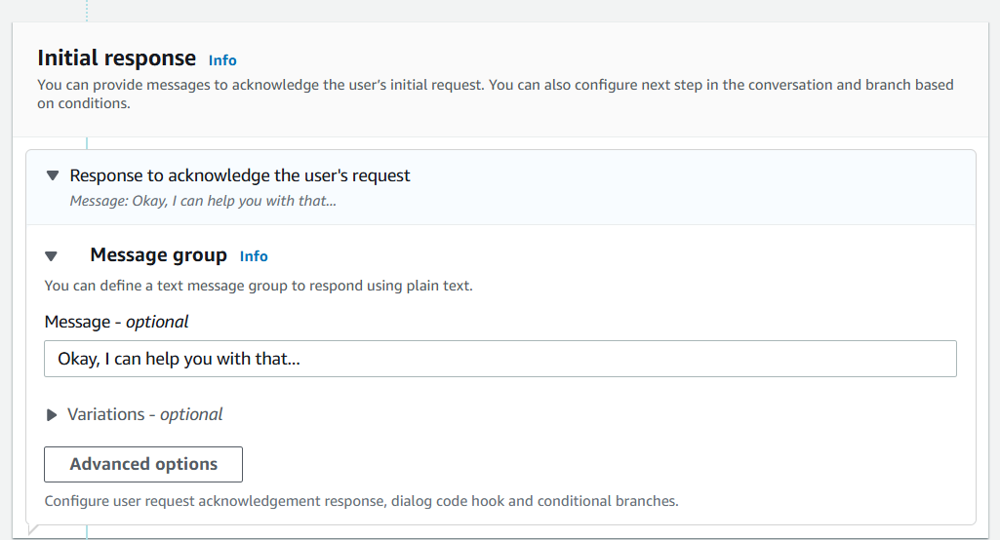 Initial response Info
You can provide messages to acknowledge the user’s initial request. You can also configure next step in the conversation and branch based
on conditions.
Response to acknowledge the user's request
Message: Okay, I can help you with that...
Message group Info
You can define a text message group to respond using plain text.
Message - optional
Okay, I can help you with that...
Variations - optional
Advanced options
Configure user request acknowledgement response, dialog code hook and conditional branches.